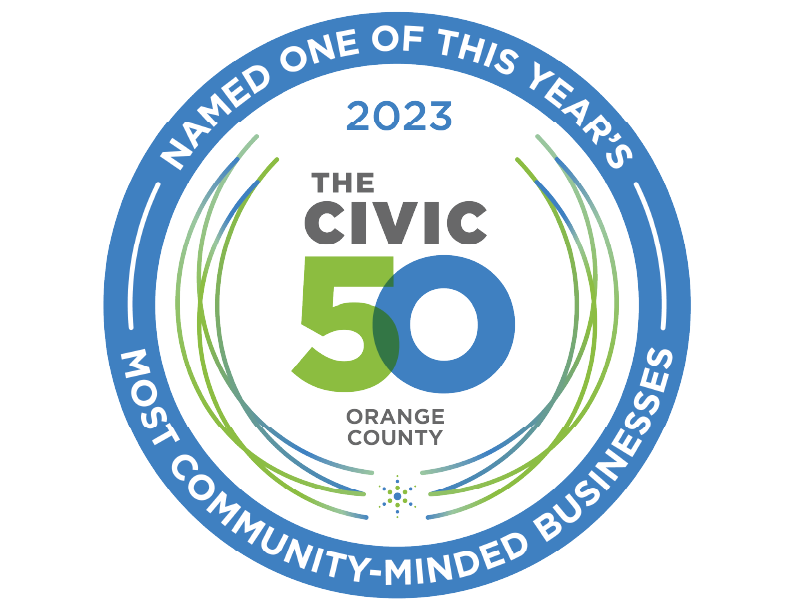 NAMED ONE OF THIS YEAR'S
2023
THE
CIVIC
50
ORANGE
COUNTY
MOST COMMUNITY-MINDED BUSINESSES